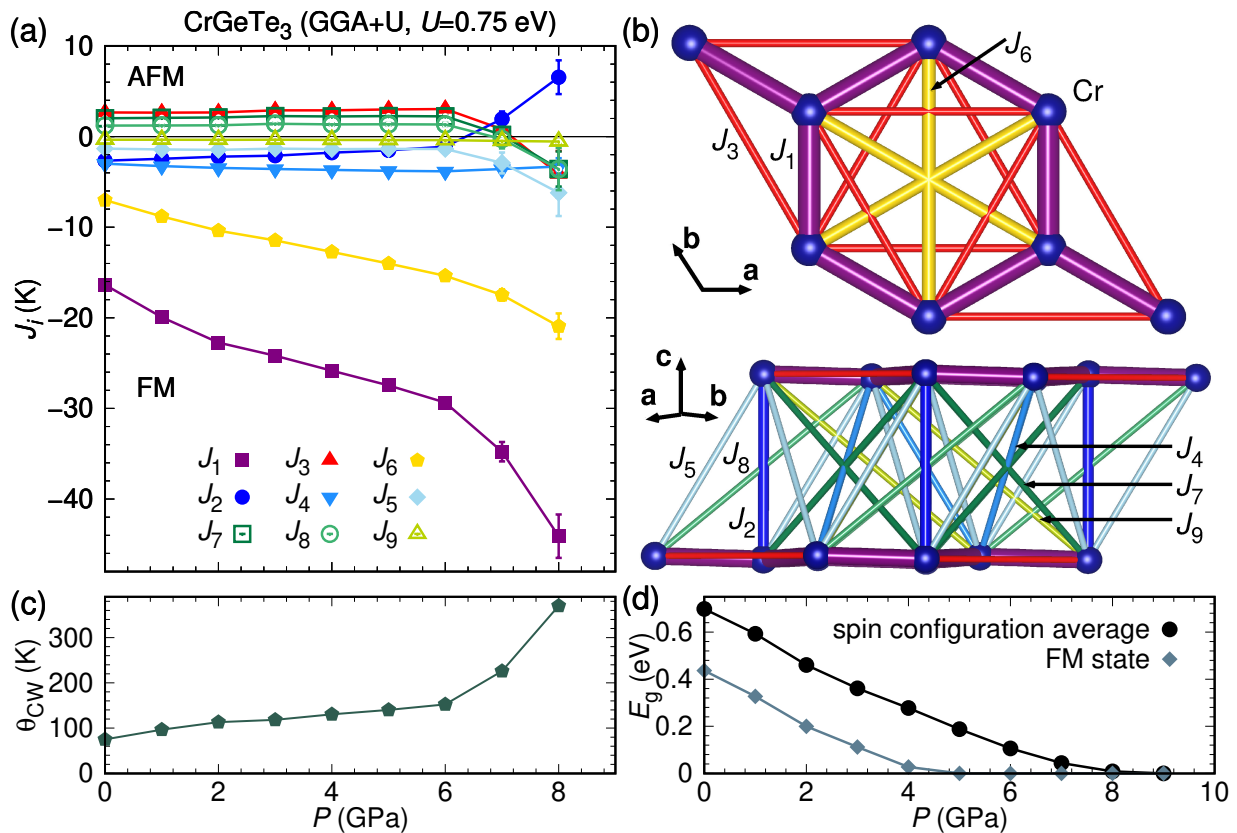 (a)
CrGeTe3 (GGA+U, U=0.75 eV)
10
0
−10
−20
−30
−40
Ji (K)
AFM
FM
J1 J3 J6
J2 J4 J5
J7 J8 J9
(b)
J6
Cr
J3
J1
b
a
c
a
b
J5
J8
J2
J4
J7
J9
(c)
300
200
100
0
θCW (K)
0 2 4 6 8
P (GPa)
(d)
0.6
0.4
0.2
0
Eg (eV)
spin configuration average
FM state
0 2 4 6 8 10
P (GPa)